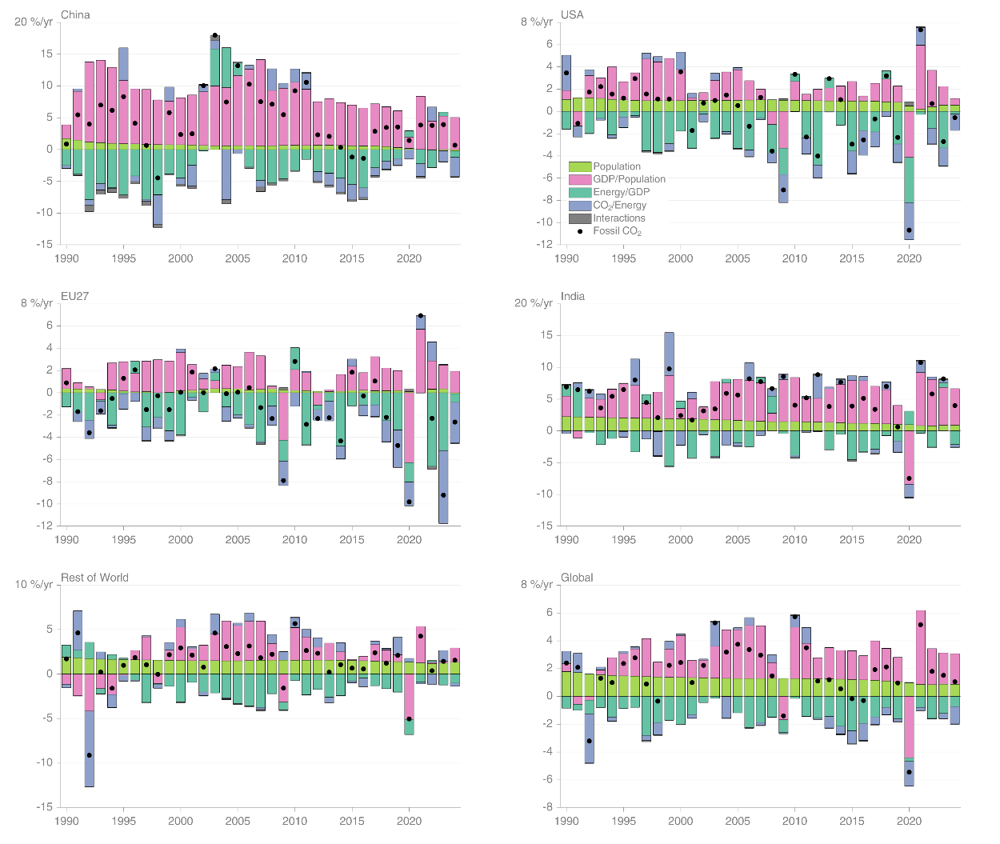 China
20 %/yr
15
10
5
0
-5
-10
-15
1990 1995 2000 2005 2010 2015 2020
USA
8 %/yr
6
4
2
0
-2
-4
-6
-8
-10
-12
Population
GDP/Population
Energy/GDP
CO₂/Energy
Interactions
Fossil CO₂
1990 1995 2000 2005 2010 2015 2020
EU27
8 %/yr
6
4
2
0
-2
-4
-6
-8
-10
-12
1990 1995 2000 2005 2010 2015 2020
India
20 %/yr
15
10
5
0
-5
-10
-15
1990 1995 2000 2005 2010 2015 2020
Rest of World
10 %/yr
5
0
-5
-10
-15
1990 1995 2000 2005 2010 2015 2020
Global
8 %/yr
6
4
2
0
-2
-4
-6
-8
1990 1995 2000 2005 2010 2015 2020